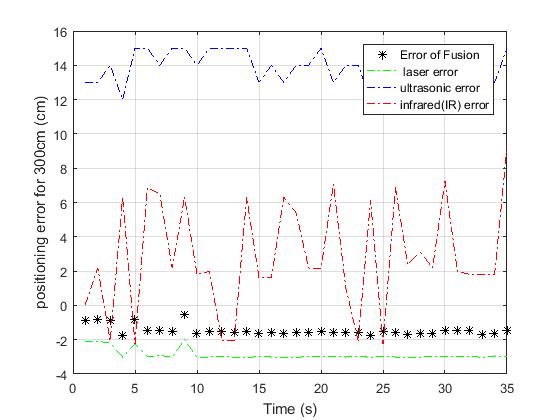 16
14
12
10
8
6
4
2
0
-2
-4
positioning error for 300cm (cm)
Error of Fusion
laser error
ultrasonic error
infrared(IR) error
0 5 10 15 20 25 30 35
Time (s)